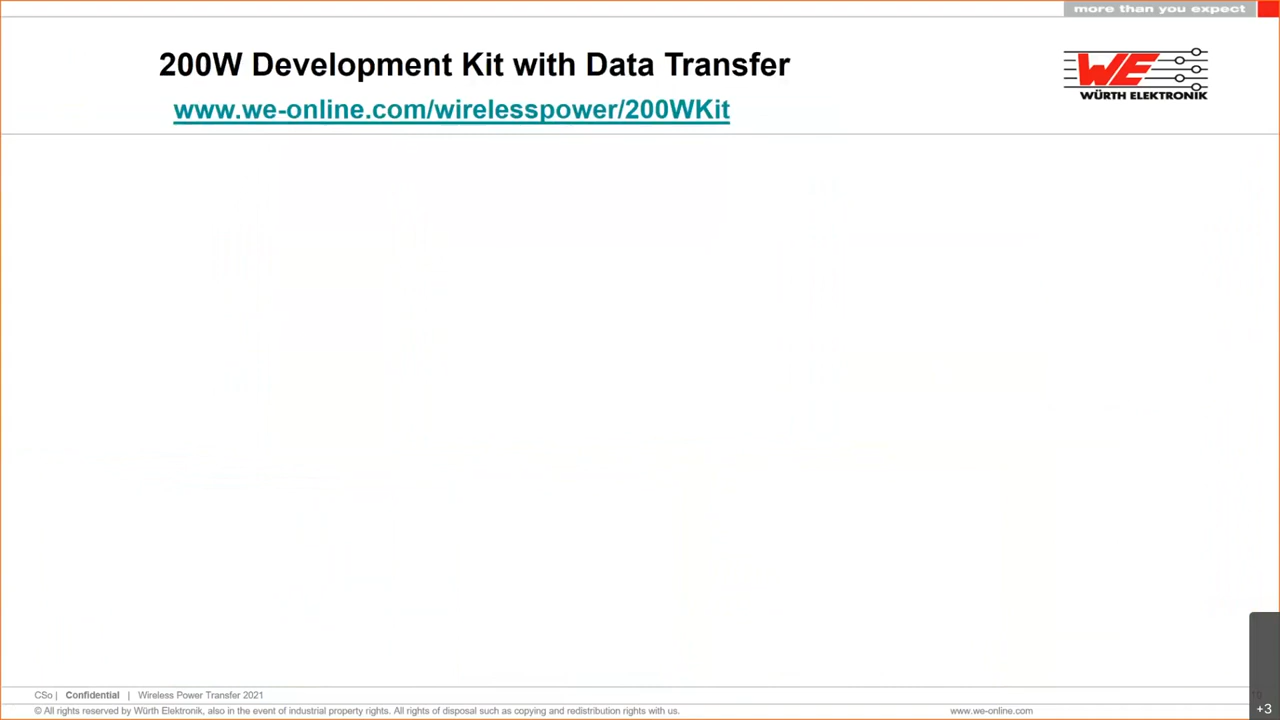 more than you expect
200W Development Kit with Data Transfer
www.we-online.com/wirelesspower/200WKit
WE
WÜRTH ELEKTRONIK
CSo | Confidential | Wireless Power Transfer 2021
© All rights reserved by Würth Elektronik, also in the event of industrial property rights. All rights of disposal such as copying and redistribution rights with us.
www.we-online.com
+3